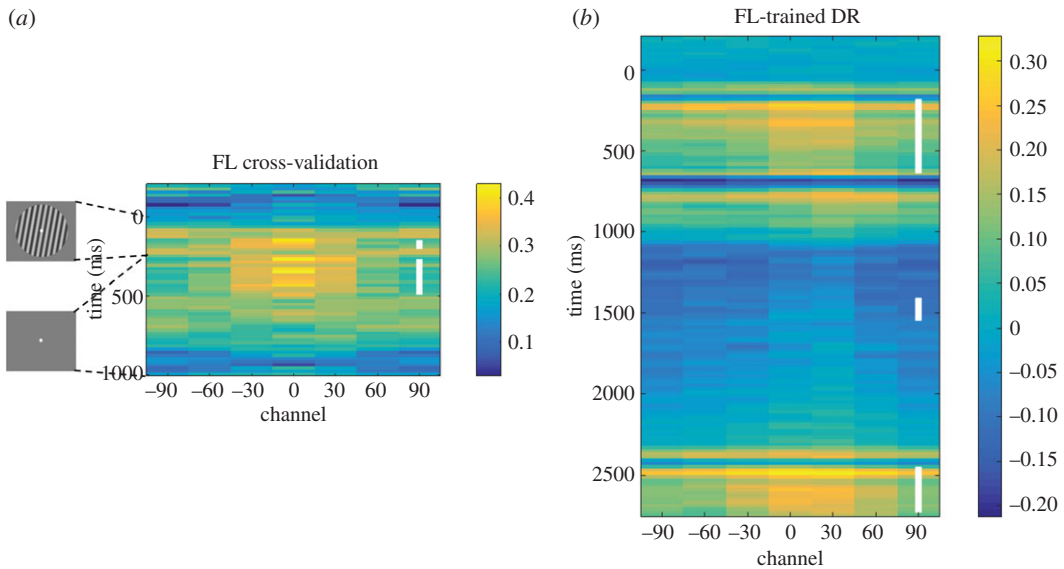 (a)
FL cross-validation
0
500
1000
time (ms)
–90 –60 –30 0 30 60 90
channel
0.4
0.3
0.2
0.1
(b)
FL-trained DR
0
500
1000
1500
2000
2500
time (ms)
–90 –60 –30 0 30 60 90
channel
0.30
0.25
0.20
0.15
0.10
0.05
0
–0.05
–0.10
–0.15
–0.20